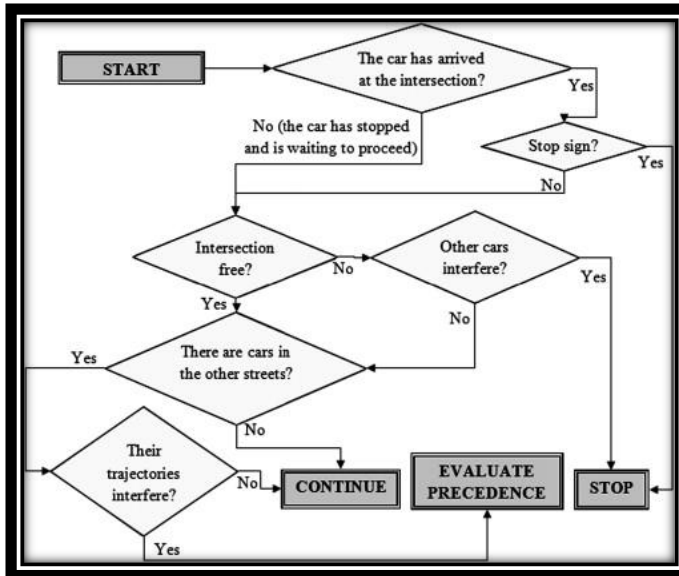 START
The car has arrived
at the intersection?
Yes
No (the car has stopped
and is waiting to proceed)
Stop sign?
Yes
No
Intersection
free?
No
Other cars
interfere?
Yes
Yes
No
Yes
There are cars in
the other streets?
No
Their
trajectories
interfere?
No
CONTINUE
EVALUATE
PRECEDENCE
STOP
Yes